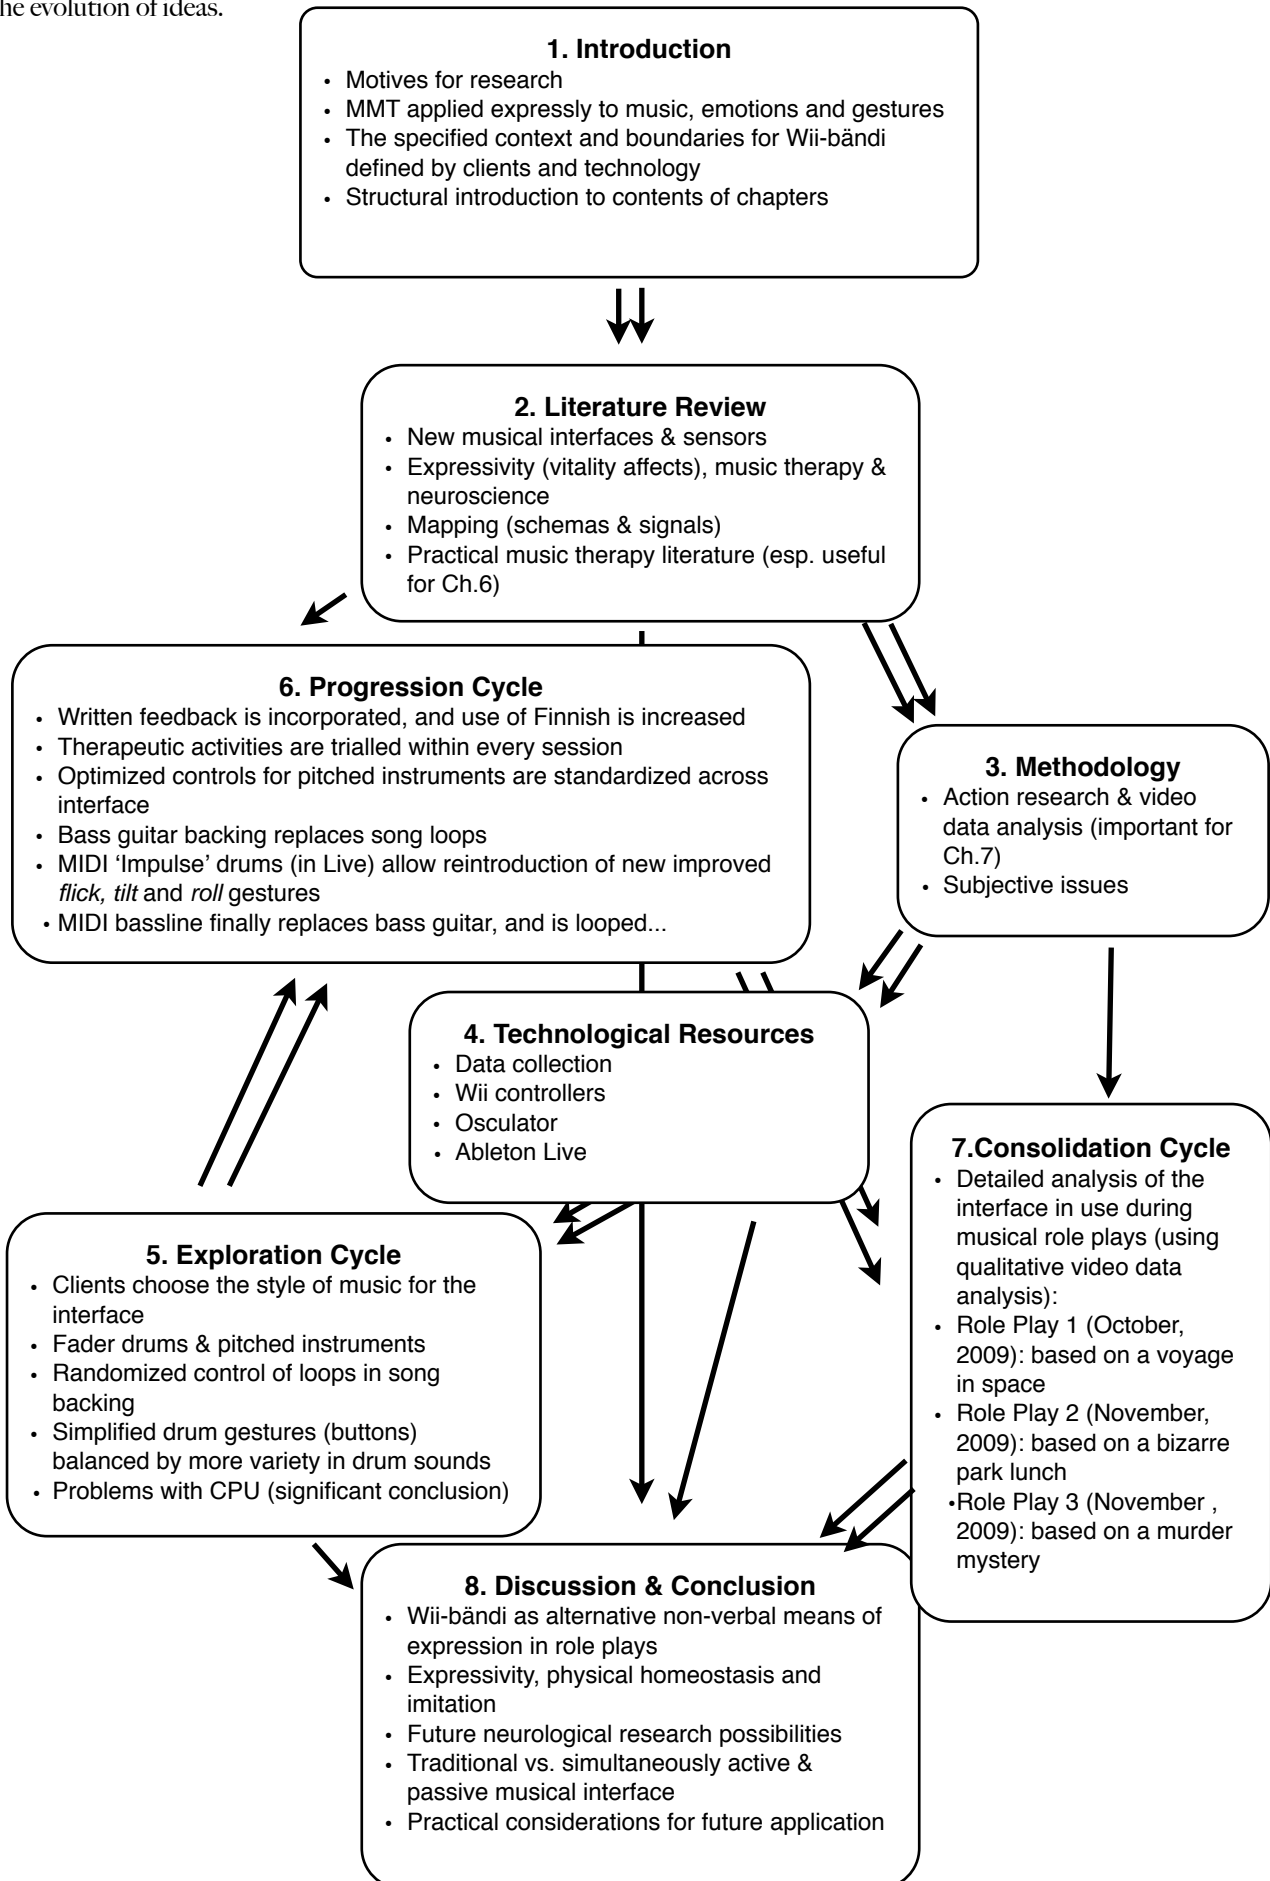 he evolution of ideas.
1. Introduction
• Motives for research
• MMT applied expressly to music, emotions and gestures
• The specified context and boundaries for Wii-bändi
defined by clients and technology
• Structural introduction to contents of chapters
2. Literature Review
• New musical interfaces & sensors
• Expressivity (vitality affects), music therapy &
neuroscience
• Mapping (schemas & signals)
• Practical music therapy literature (esp. useful
for Ch.6)
6. Progression Cycle
• Written feedback is incorporated, and use of Finnish is increased
• Therapeutic activities are trialled within every session
• Optimized controls for pitched instruments are standardized across
interface
• Bass guitar backing replaces song loops
• MIDI ‘Impulse’ drums (in Live) allow reintroduction of new improved
flick, tilt and roll gestures
• MIDI bassline finally replaces bass guitar, and is looped...
3. Methodology
• Action research & video
data analysis (important for
Ch.7)
• Subjective issues
4. Technological Resources
• Data collection
• Wii controllers
• Osculator
• Ableton Live
5. Exploration Cycle
• Clients choose the style of music for the
interface
• Fader drums & pitched instruments
• Randomized control of loops in song
backing
• Simplified drum gestures (buttons)
balanced by more variety in drum sounds
• Problems with CPU (significant conclusion)
7.Consolidation Cycle
• Detailed analysis of the
interface in use during
musical role plays (using
qualitative video data
analysis):
• Role Play 1 (October,
2009): based on a voyage
in space
• Role Play 2 (November,
2009): based on a bizarre
park lunch
•Role Play 3 (November ,
2009): based on a murder
mystery
8. Discussion & Conclusion
• Wii-bändi as alternative non-verbal means of
expression in role plays
• Expressivity, physical homeostasis and
imitation
• Future neurological research possibilities
• Traditional vs. simultaneously active &
passive musical interface
• Practical considerations for future application